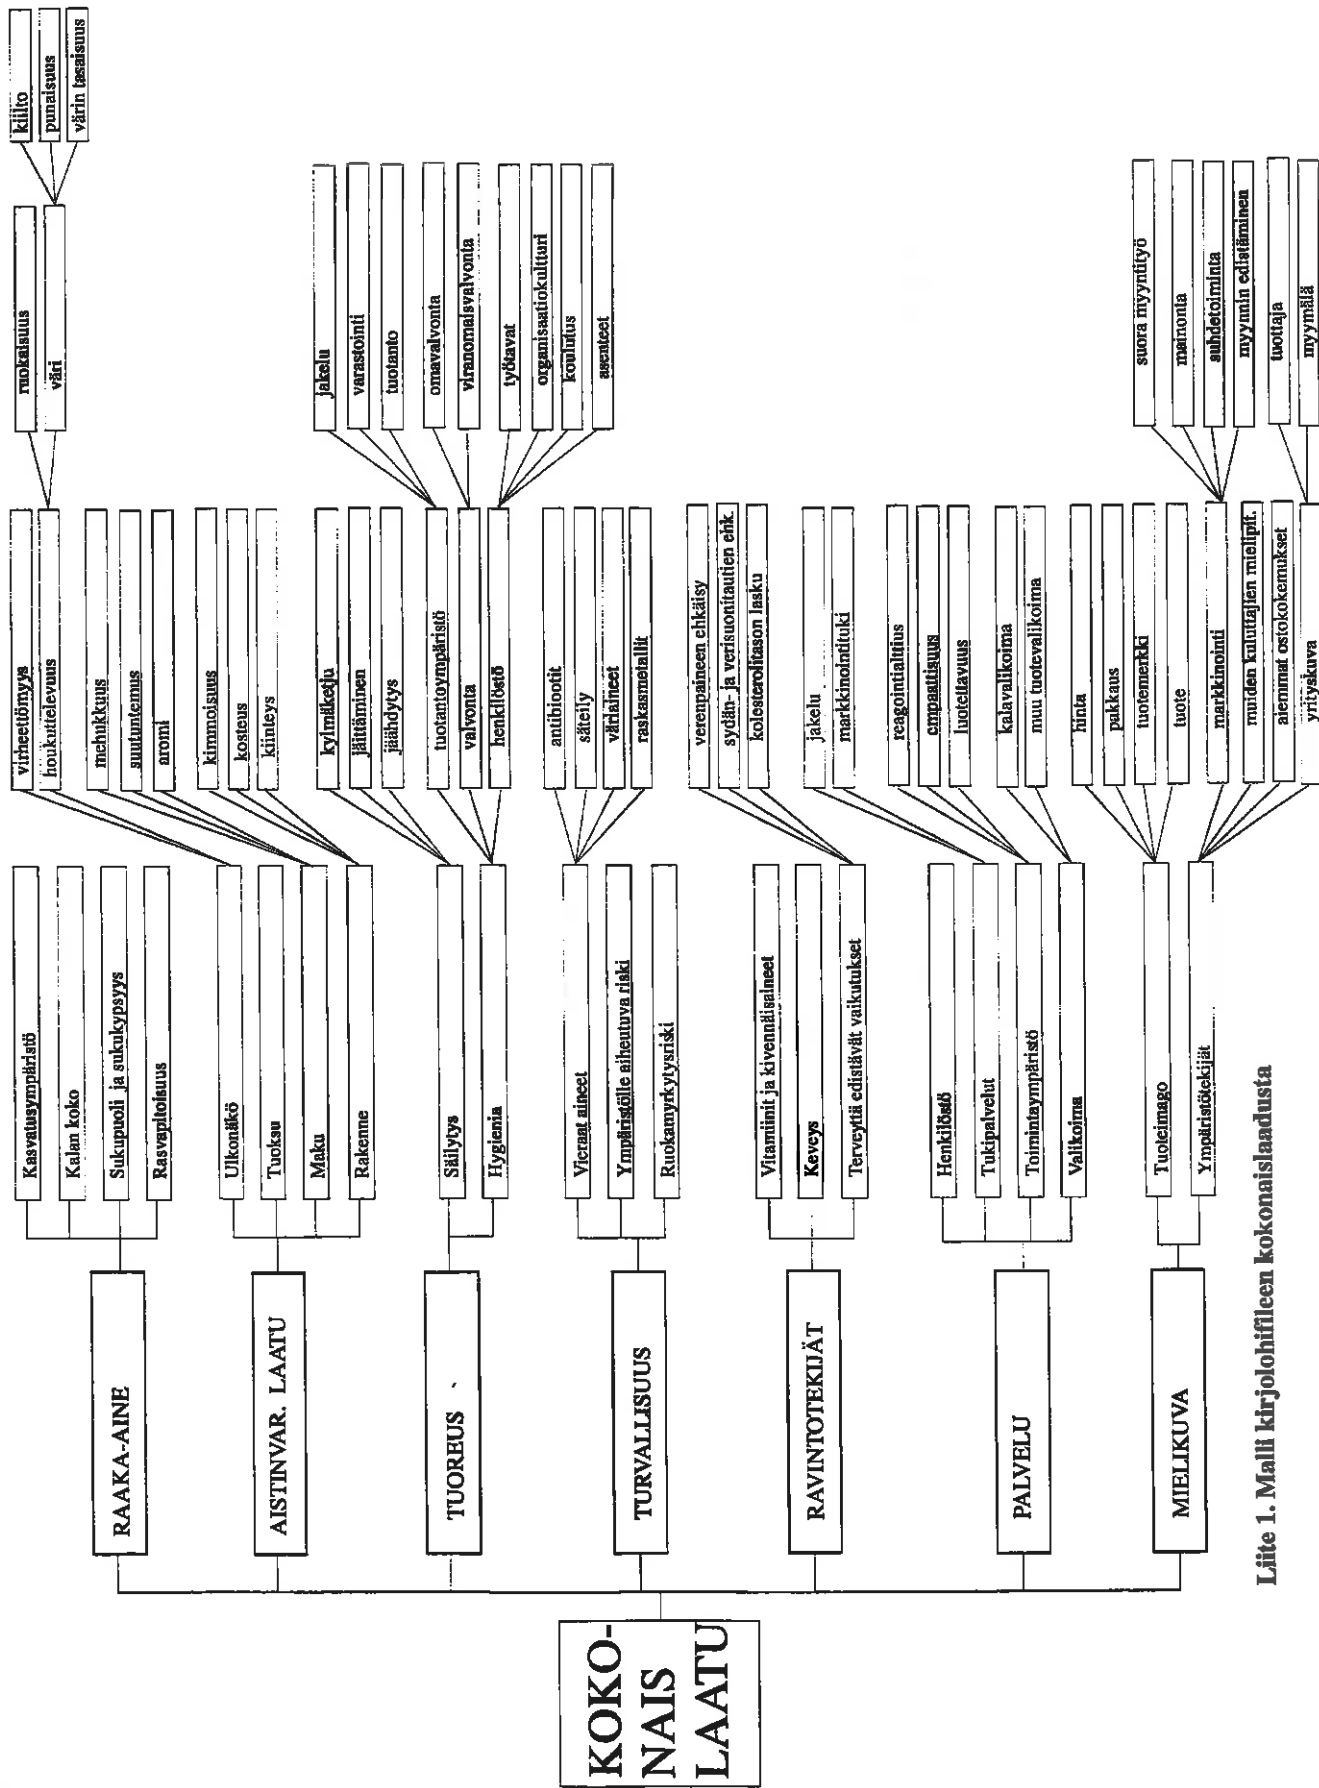 KOKO-
NAIS
LAATU
RAAKA-AINE
AISTINVAR. LAATU
TUOREUS
TURVALLISUUS
RAVINTOTEKIJÄT
PALVELU
MIELIKUVA
Kasvatusympäristö
Kalan koko
Sukupuoli ja sukukypsyys
Rasvapitoisuus
Ulkonäkö
Tuoksu
Maku
Rakenne
Säilytys
Hygienia
Vieraat aineet
Ympäristölle aiheutuva riski
Ruokamyrkytysriski
Vitamiinit ja kivennäisaineet
Keveys
Terveyttä edistävät vaikutukset
Henkilöstö
Tukipalvelut
Toimintaympäristö
Valikoima
Tuoteimago
Ympäristötekijät
virheettömyys
houkuttelevuus
mehukkuus
suutuntemus
aromi
kimmoisuus
kosteus
kiinteys
kylmäketju
jäittäminen
jäähdytys
tuotantoympäristö
valvonta
henkilöstö
antibiootit
säteily
väriaineet
raskasmetallit
verenpaineen ehkäisy
sydän- ja verisuonitautien ehk.
kolesterolitason lasku
jakelu
markkinointituki
reagointialttius
empaattisuus
luotettavuus
kalavalikoima
muu tuotevalikoima
hinta
pakkaus
tuotemerkki
tuote
markkinointi
muiden kuluttajien mielipit.
aiemmat ostokokemukset
yrityskuva
ruokaisuus
väri
jakelu
varastointi
tuotanto
omavalvonta
viranomaisvalvonta
työtavat
organisaatiokultturi
koulutus
asenteet
suora myyntityö
mainonta
suhdetoiminta
myynnin edistäminen
tuottaja
myymälä
kiilto
punaisuus
värin tasaisuus
Liite 1. Malli kirjolohifileen kokonaislaadusta